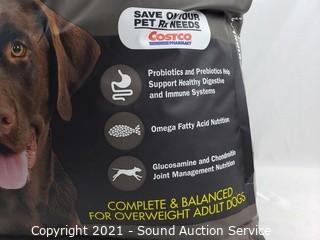 SAVE ON YOUR
PET Rx NEEDS
COSTCO
PHARMACY
Probiotics and Prebiotics Help
Support Healthy Digestive
and Immune Systems
Omega Fatty Acid Nutrition
Glucosamine and Chondroitin
Joint Management Nutrition
COMPLETE & BALANCED
FOR OVERWEIGHT ADULT DOGS
Copyright 2021 - Sound Auction Service